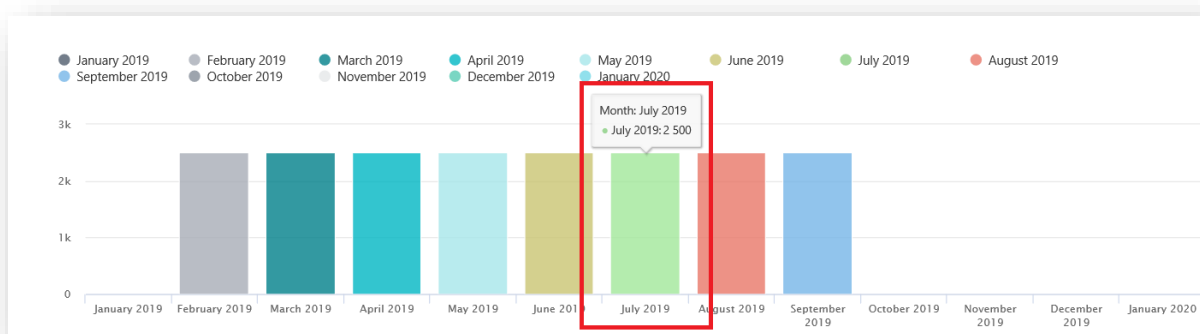 January 2019 February 2019 March 2019 April 2019 May 2019 June 2019 July 2019 August 2019
September 2019 October 2019 November 2019 December 2019 January 2020
Month: July 2019
July 2019: 2 500
3k
2k
1k
0
January 2019 February 2019 March 2019 April 2019 May 2019 June 2019 July 2019 August 2019 September 2019 October 2019 November 2019 December 2019 January 2020